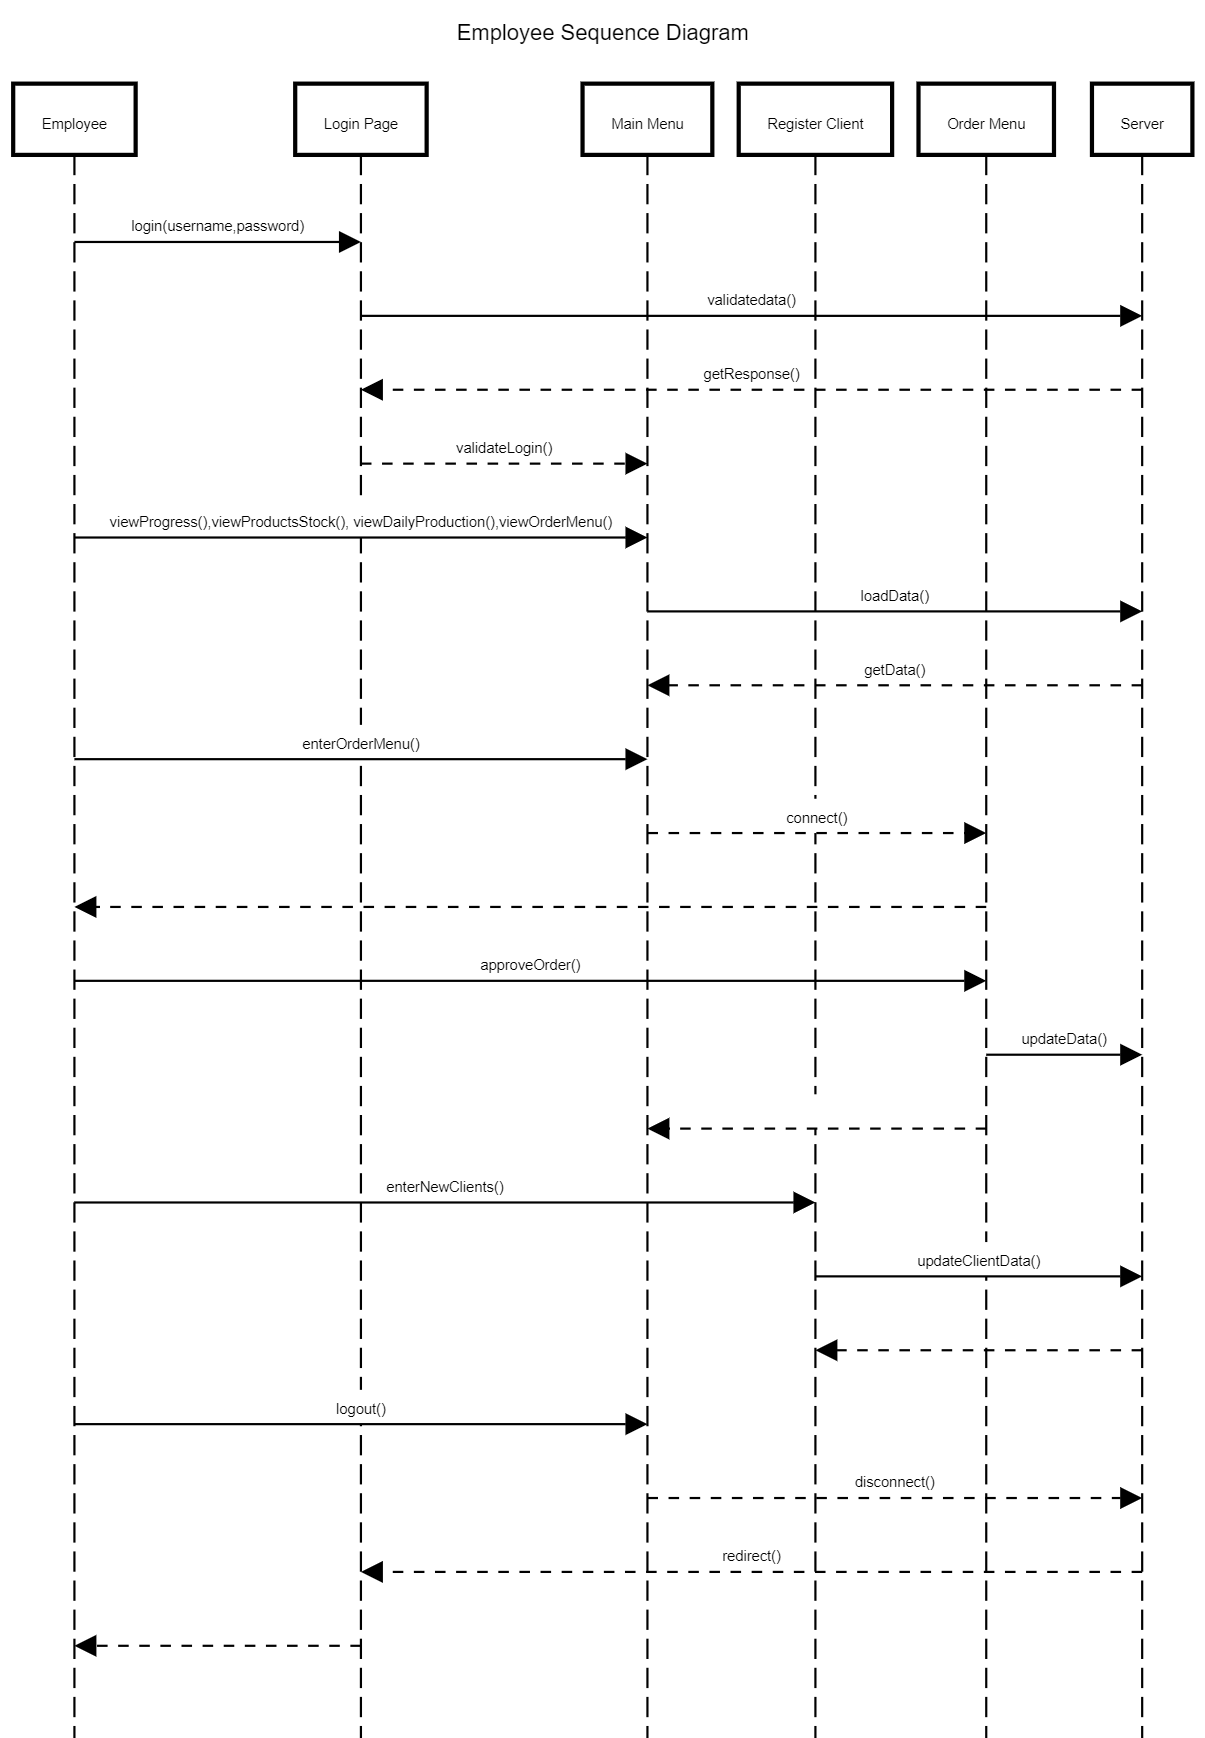 Employee Sequence Diagram
Employee
Login Page
Main Menu
Register Client
Order Menu
Server
login(username,password)
validatedata()
getResponse()
validateLogin()
viewProgress(),viewProductsStock(), viewDailyProduction(),viewOrderMenu()
loadData()
getData()
enterOrderMenu()
connect()
approveOrder()
updateData()
enterNewClients()
updateClientData()
logout()
disconnect()
redirect()